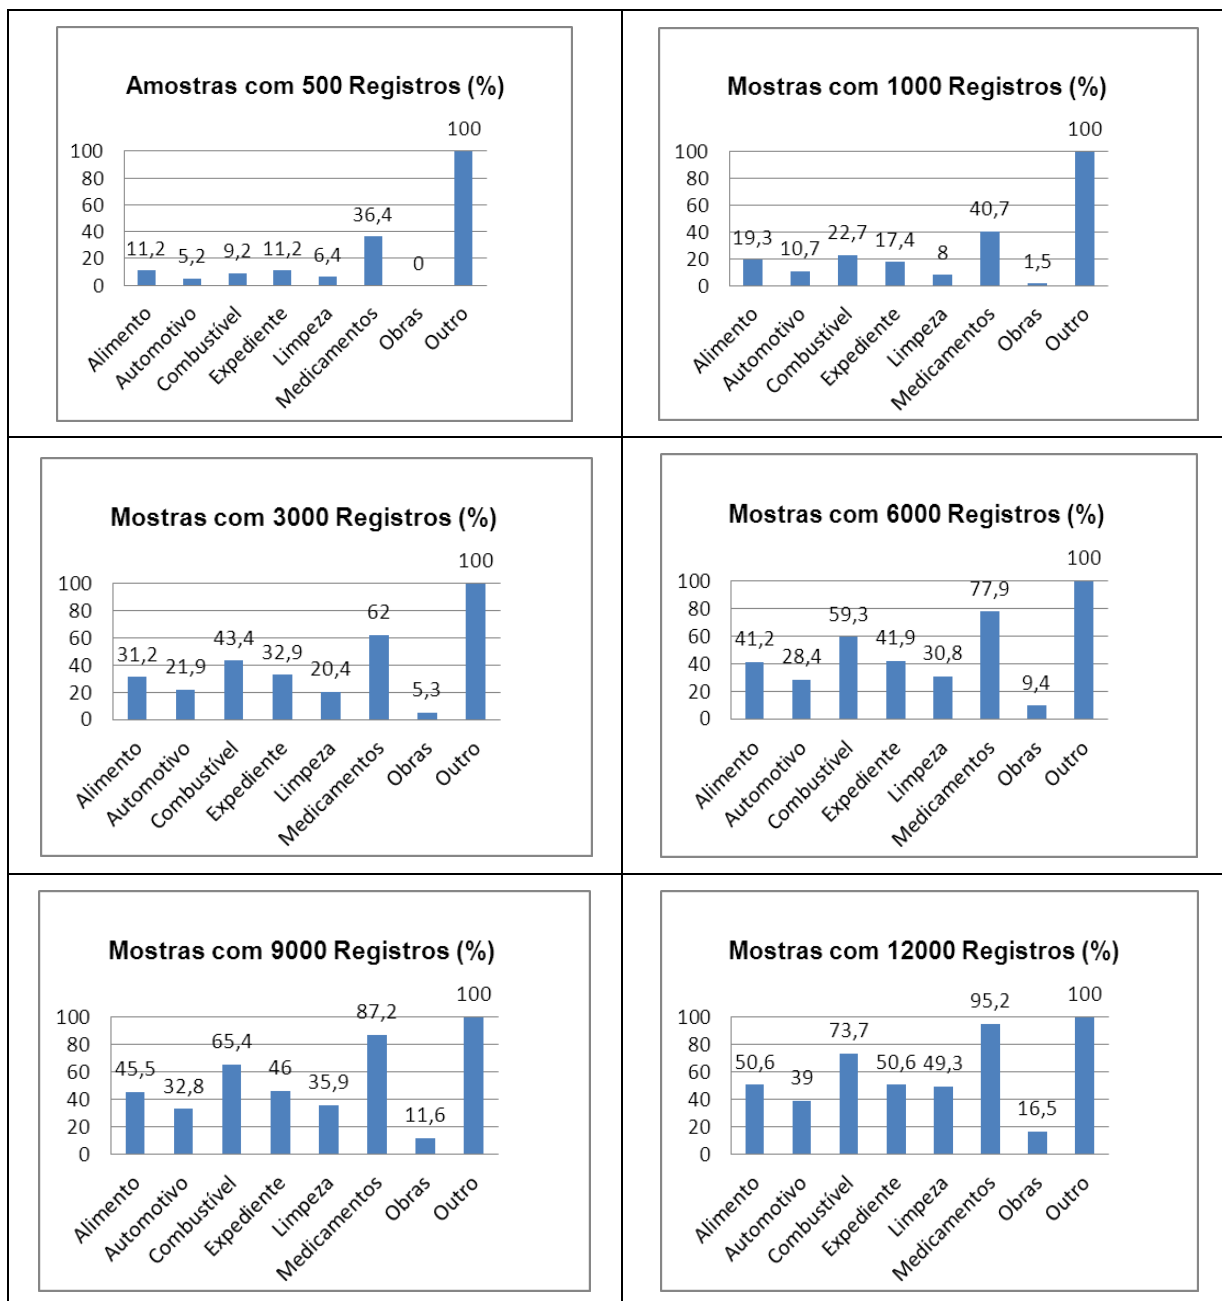 Amostras com 500 Registros (%)
100
100
80
60
40
20
0
11,2
5,2
9,2
11,2
6,4
36,4
0
Alimento
Automotivo
Combustível
Expediente
Limpeza
Medicamentos
Obras
Outro
Mostras com 1000 Registros (%)
100
100
80
60
40
20
0
19,3
10,7
22,7
17,4
8
40,7
1,5
Alimento
Automotivo
Combustível
Expediente
Limpeza
Medicamentos
Obras
Outro
Mostras com 3000 Registros (%)
100
100
80
60
40
20
0
31,2
21,9
43,4
32,9
20,4
62
5,3
Alimento
Automotivo
Combustível
Expediente
Limpeza
Medicamentos
Obras
Outro
Mostras com 6000 Registros (%)
100
100
80
60
40
20
0
41,2
28,4
59,3
41,9
30,8
77,9
9,4
Alimento
Automotivo
Combustível
Expediente
Limpeza
Medicamentos
Obras
Outro
Mostras com 9000 Registros (%)
100
100
80
60
40
20
0
45,5
32,8
65,4
46
35,9
87,2
11,6
Alimento
Automotivo
Combustível
Expediente
Limpeza
Medicamentos
Obras
Outro
Mostras com 12000 Registros (%)
100
100
80
60
40
20
0
50,6
39
73,7
50,6
49,3
95,2
16,5
Alimento
Automotivo
Combustível
Expediente
Limpeza
Medicamentos
Obras
Outro